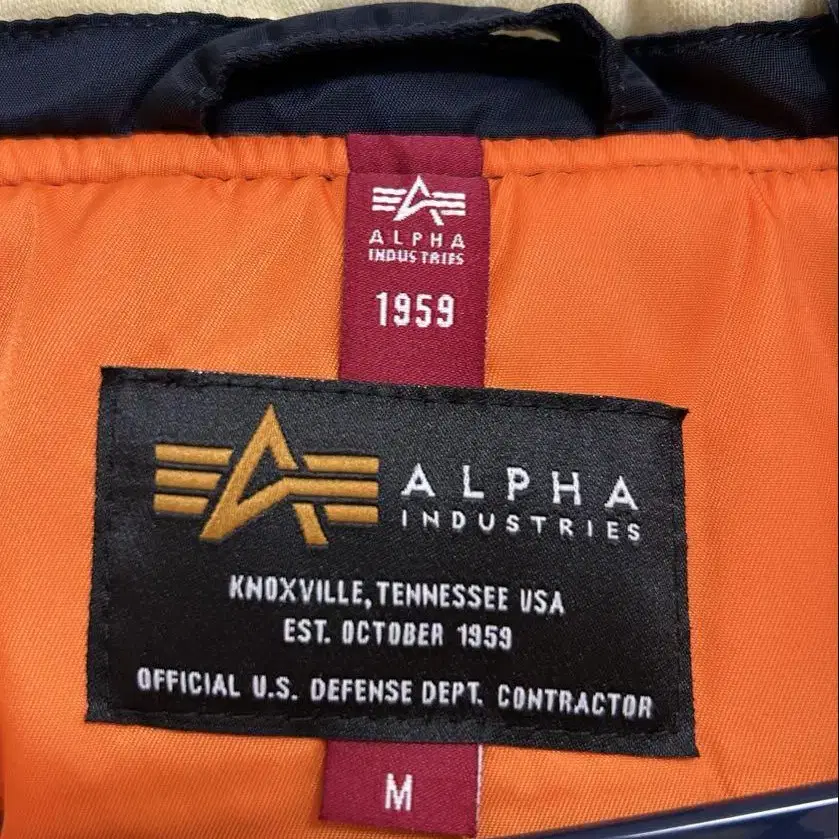 ALPHA
INDUSTRIES
1959
ALPHA
INDUSTRIES
KNOXVILLE, TENNESSEE USA
EST. OCTOBER 1959
OFFICIAL U.S. DEFENSE DEPT. CONTRACTOR
M